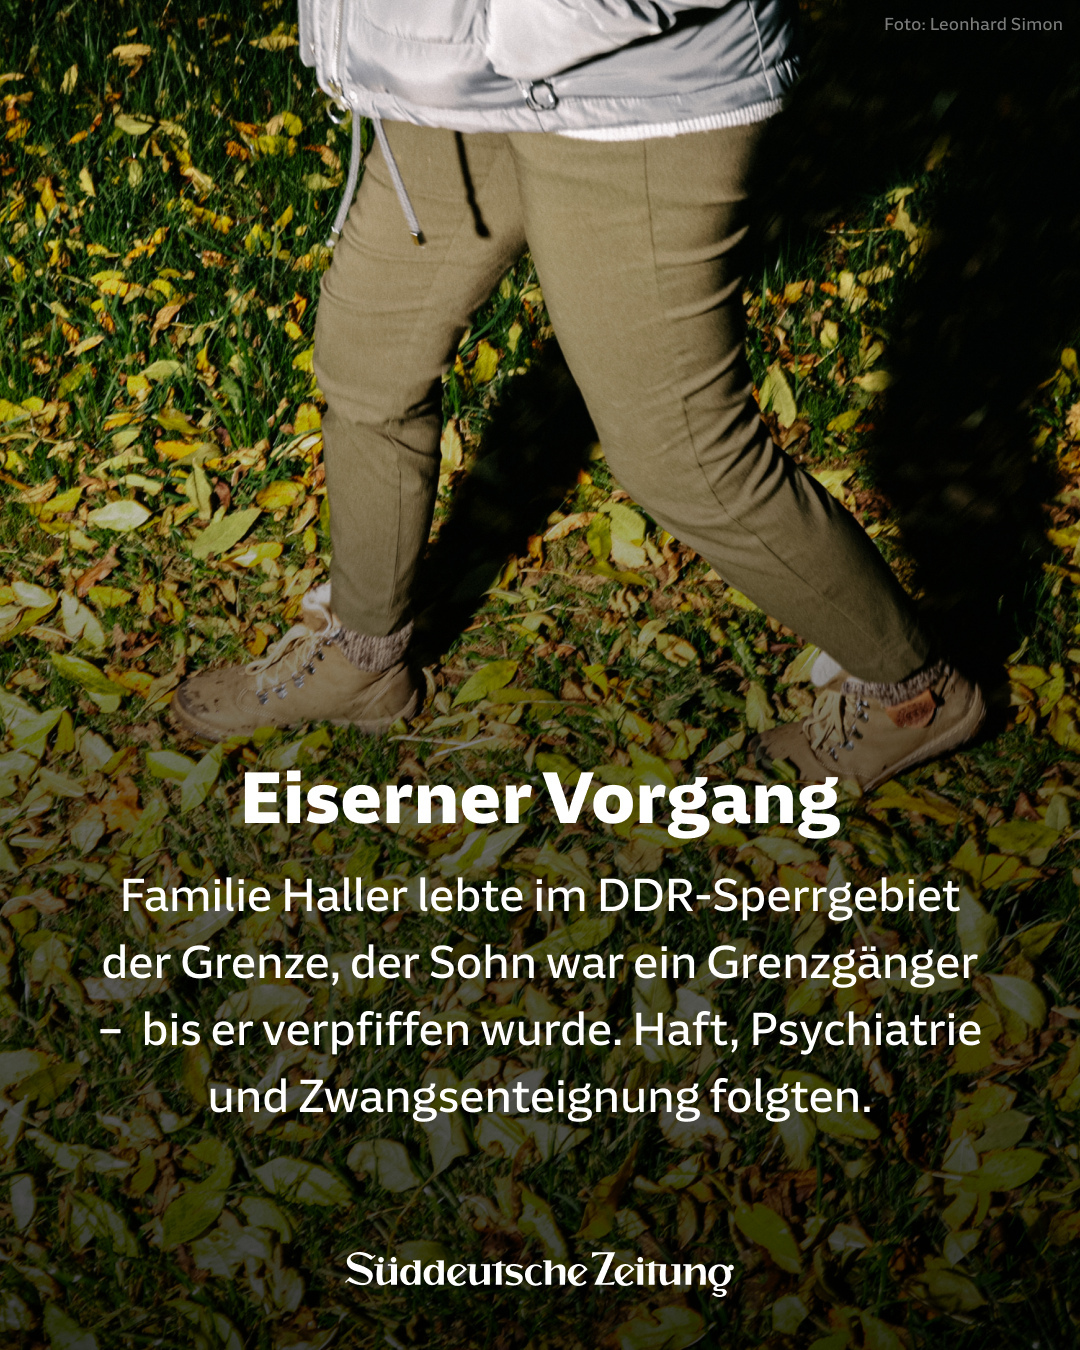 Foto: Leonhard Simon
Eiserner Vorgang
Familie Haller lebte im DDR-Sperrgebiet
der Grenze, der Sohn war ein Grenzgänger
–  bis er verpfiffen wurde. Haft, Psychiatrie
und Zwangsenteignung folgten.
Süddeutsche Zeitung